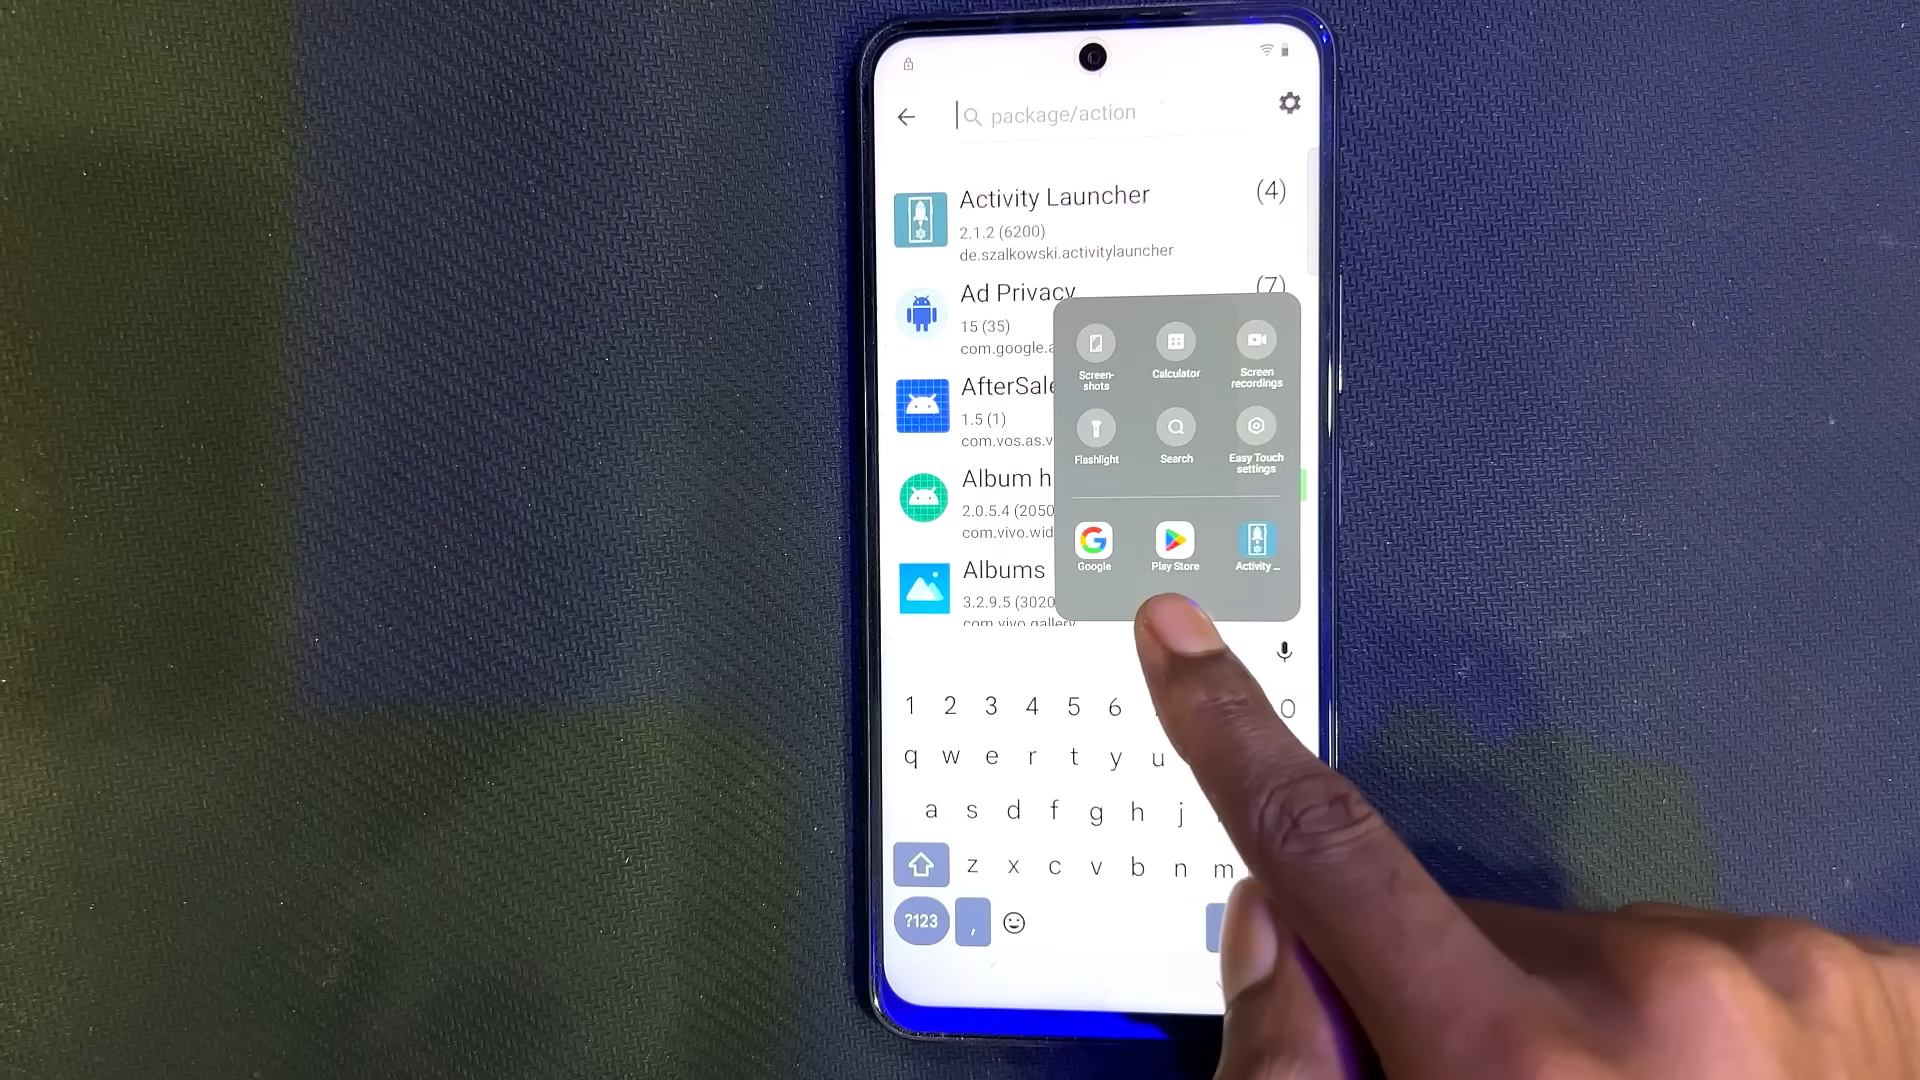 package/action
Activity Launcher (4)
2.1.2 (6200)
de.szalkowski.activitylauncher
Ad Privacy (7)
15 (35)
com.google.a
AfterSale
1.5 (1)
com.vos.as.v
Album h
2.0.5.4 (2050
com.vivo.wid
Albums
3.2.9.5 (3020
com.vivo.gallery
Screen-
shots
Calculator
Screen
recordings
Flashlight
Search
Easy Touch
settings
G
Google
Play Store
Activity ...
1 2 3 4 5 6 0
q w e r t y u
a s d f g h j
z x c v b n m
?123 ,